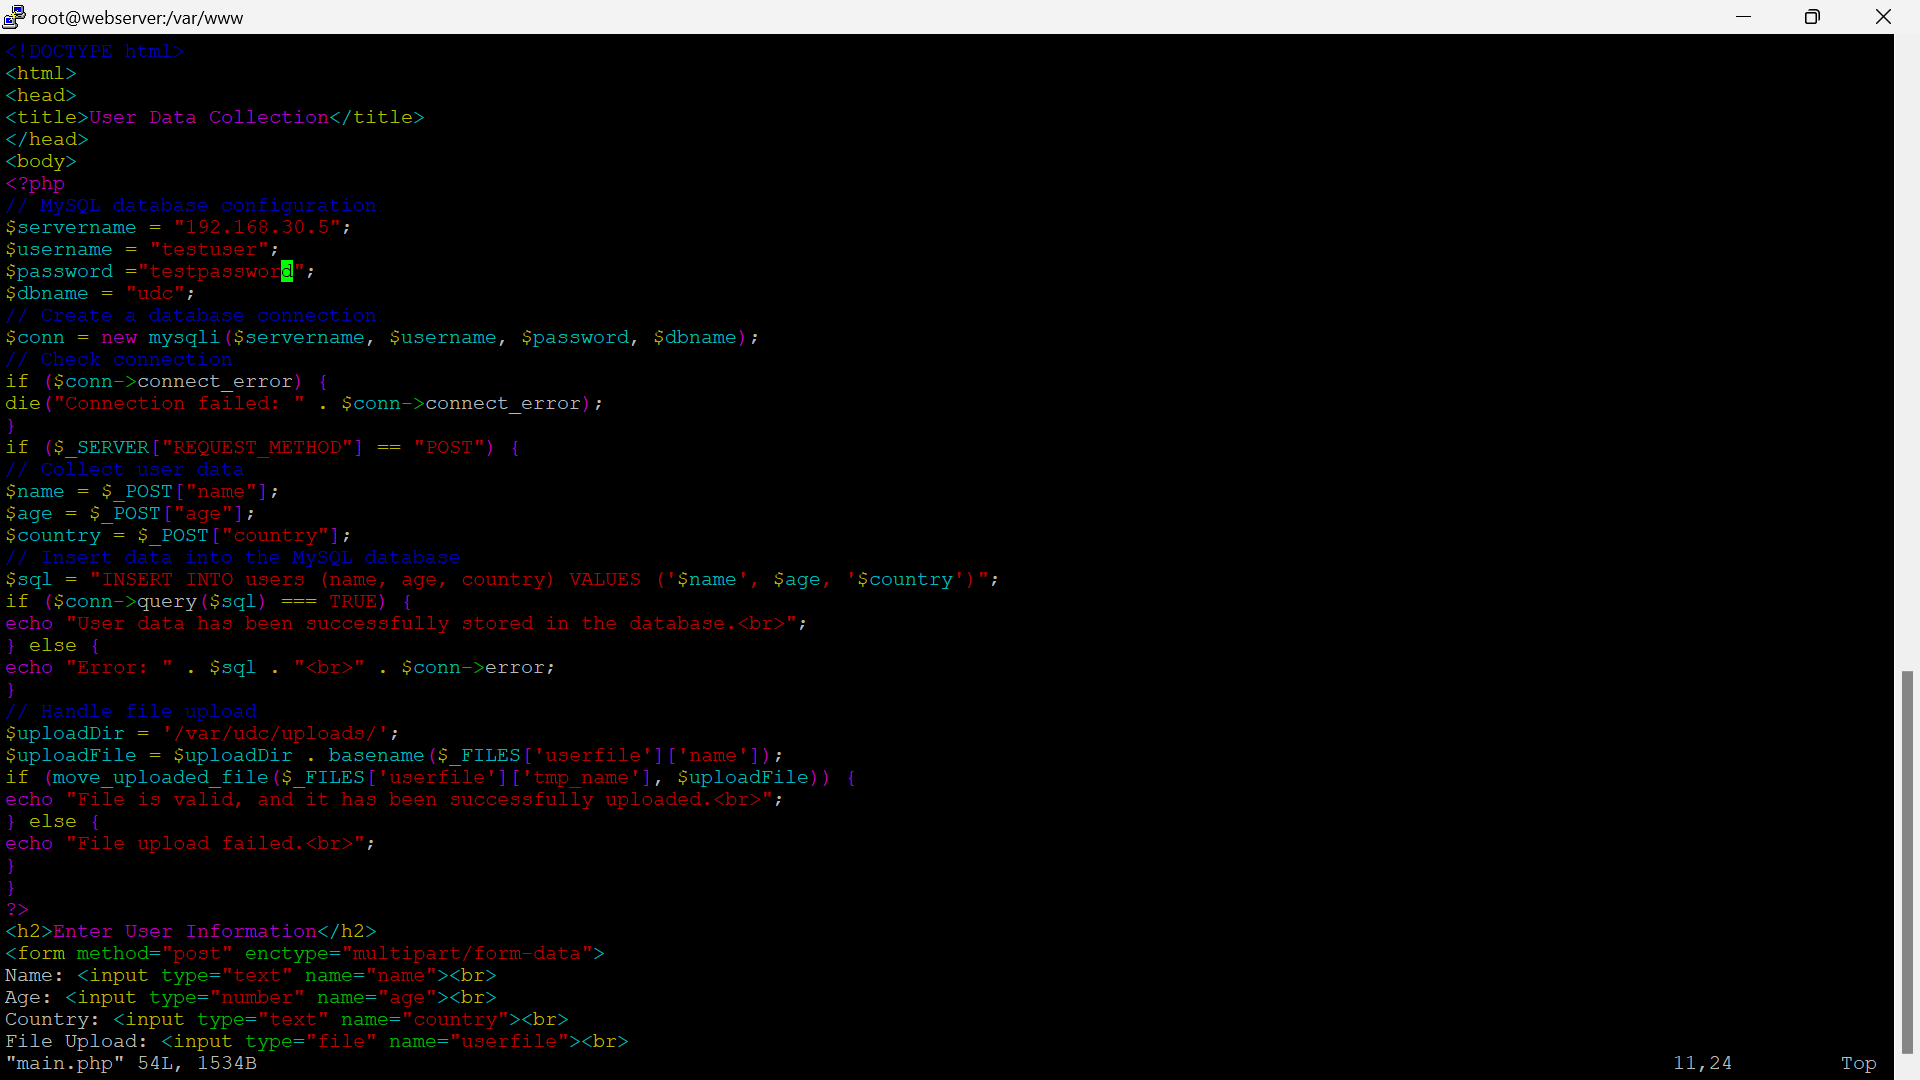 root@webserver:/var/www
<!DOCTYPE html>
<html>
<head>
<title>User Data Collection</title>
</head>
<body>
<?php
// MySQL database configuration
$servername = "192.168.30.5";
$username = "testuser";
$password ="testpassword";
$dbname = "udc";
// Create a database connection
$conn = new mysqli($servername, $username, $password, $dbname);
// Check connection
if ($conn->connect_error) {
die("Connection failed: " . $conn->connect_error);
}
if ($_SERVER["REQUEST_METHOD"] == "POST") {
// Collect user data
$name = $_POST["name"];
$age = $_POST["age"];
$country = $_POST["country"];
// Insert data into the MySQL database
$sql = "INSERT INTO users (name, age, country) VALUES ('$name', $age, '$country')";
if ($conn->query($sql) === TRUE) {
echo "User data has been successfully stored in the database.<br>";
} else {
echo "Error: " . $sql . "<br>" . $conn->error;
}
// Handle file upload
$uploadDir = '/var/udc/uploads/';
$uploadFile = $uploadDir . basename($_FILES['userfile']['name']);
if (move_uploaded_file($_FILES['userfile']['tmp_name'], $uploadFile)) {
echo "File is valid, and it has been successfully uploaded.<br>";
} else {
echo "File upload failed.<br>";
}
}
?>
<h2>Enter User Information</h2>
<form method="post" enctype="multipart/form-data">
Name: <input type="text" name="name"><br>
Age: <input type="number" name="age"><br>
Country: <input type="text" name="country"><br>
File Upload: <input type="file" name="userfile"><br>
"main.php" 54L, 1534B 11,24 Top